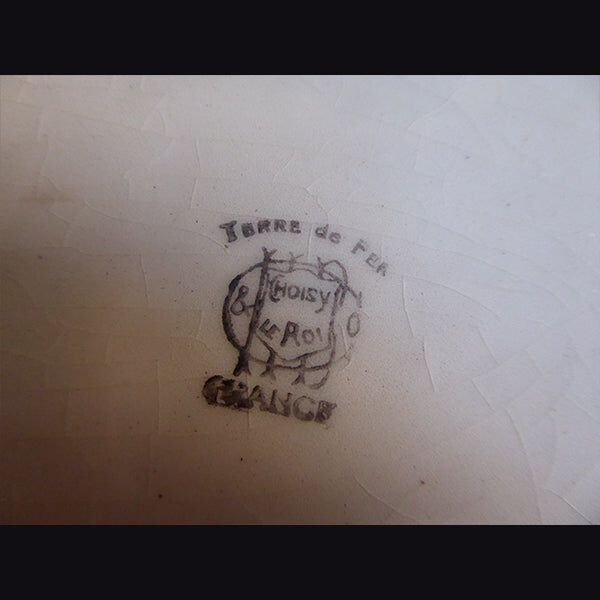 TERRE de FER
CHOISY
LE ROI
&
FRANCE